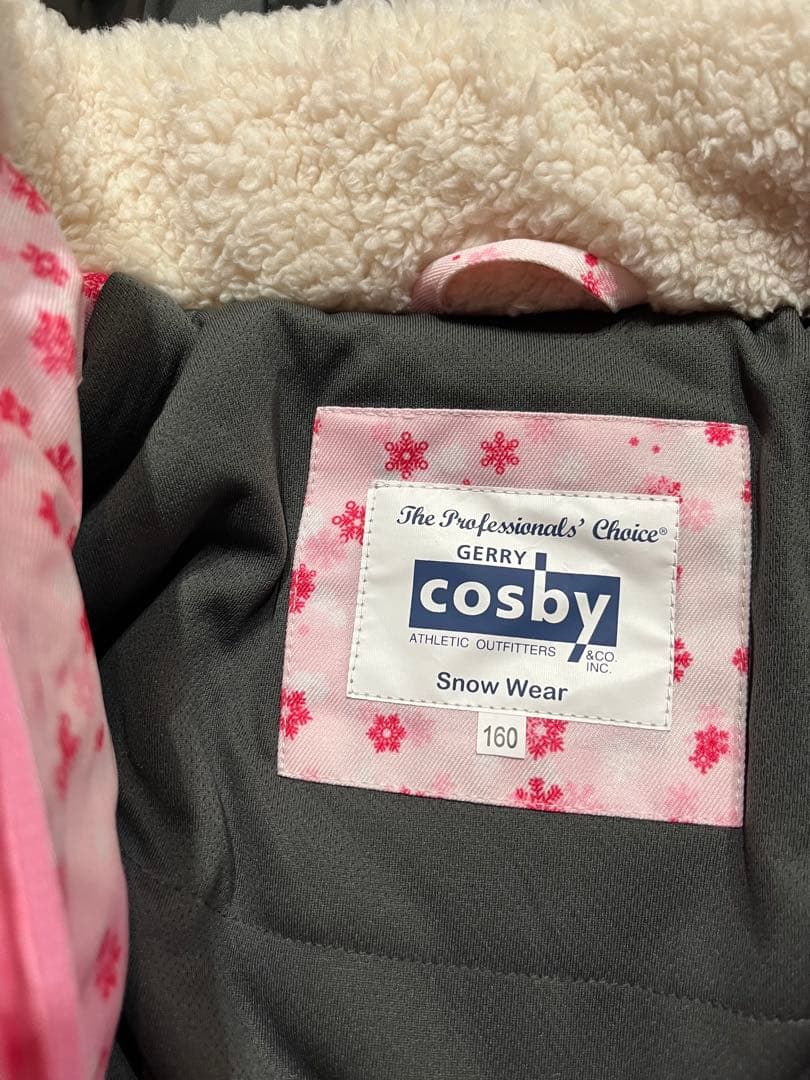 The Professionals' Choice®
GERRY
cosby
ATHLETIC OUTFITTERS &CO. INC.
Snow Wear
160